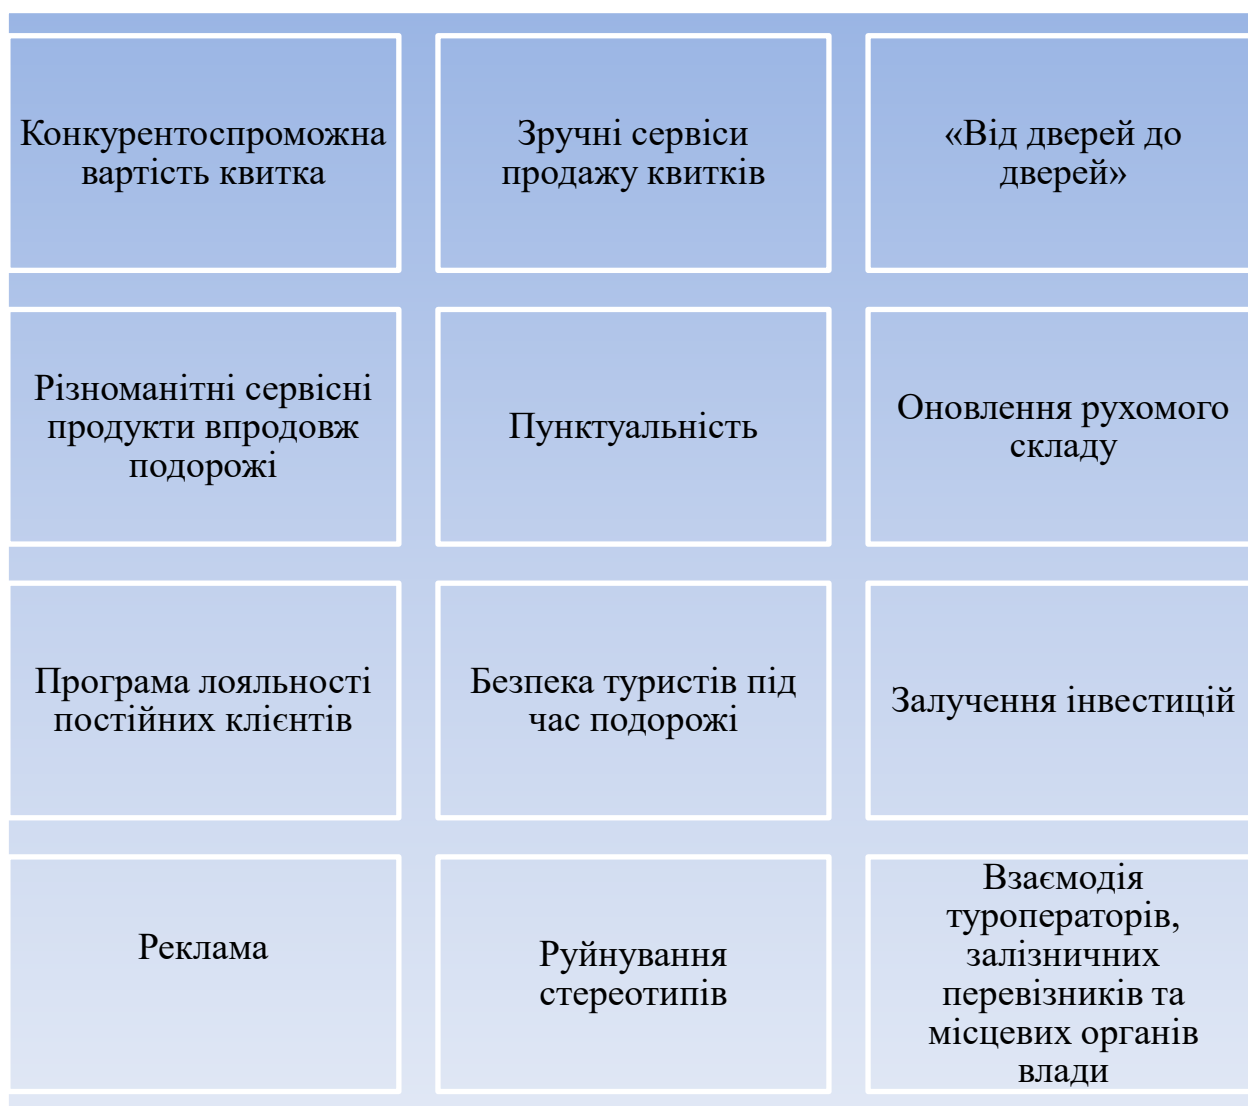 Конкурентоспроможна
вартість квитка
Зручні сервіси
продажу квитків
«Від дверей до
дверей»
Різноманітні сервісні
продукти впродовж
подорожі
Пунктуальність
Оновлення рухомого
складу
Програма лояльності
постійних клієнтів
Безпека туристів під
час подорожі
Залучення інвестицій
Реклама
Руйнування
стереотипів
Взаємодія
туроператорів,
залізничних
перевізників та
місцевих органів
влади